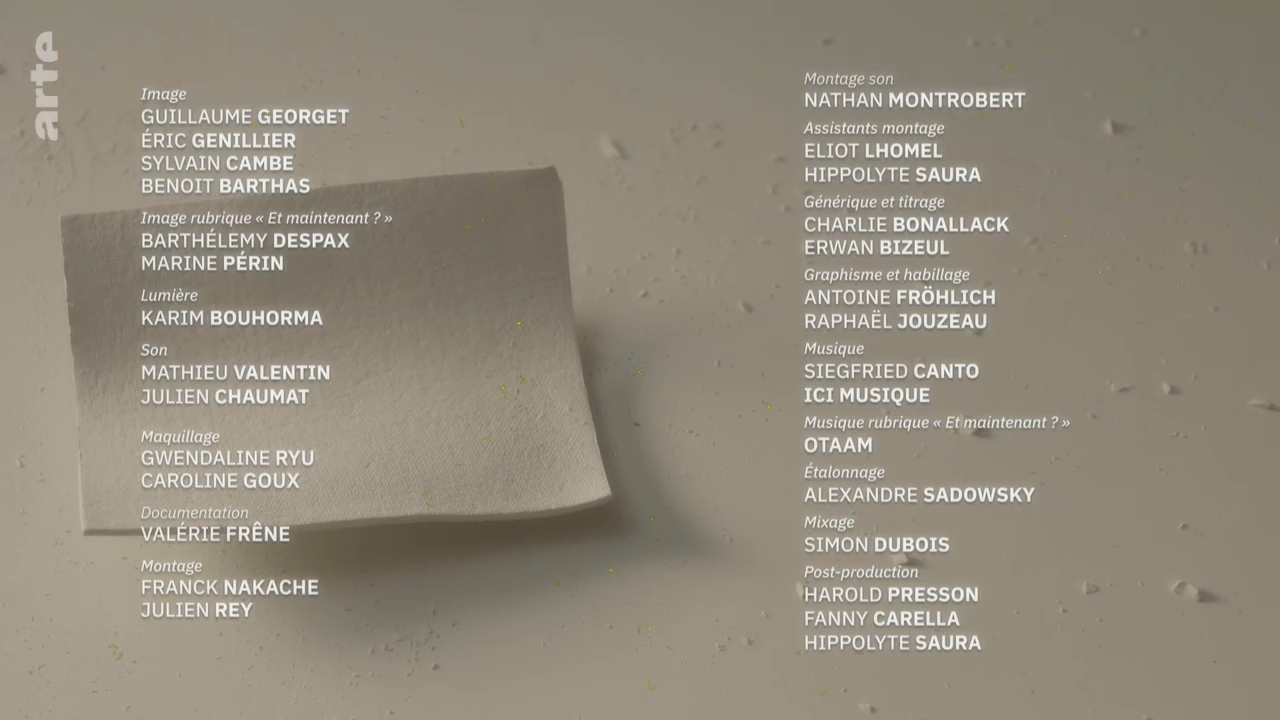 arte
Image
GUILLAUME GEORGET
ÉRIC GENILLIER
SYLVAIN CAMBE
BENOIT BARTHAS
Image rubrique « Et maintenant ? »
BARTHÉLEMY DESPAX
MARINE PÉRIN
Lumière
KARIM BOUHORMA
Son
MATHIEU VALENTIN
JULIEN CHAUMAT
Maquillage
GWENDALINE RYU
CAROLINE GOUX
Documentation
VALÉRIE FRÊNE
Montage
FRANCK NAKACHE
JULIEN REY
Montage son
NATHAN MONTROBERT
Assistants montage
ELIOT LHOMEL
HIPPOLYTE SAURA
Générique et titrage
CHARLIE BONALLACK
ERWAN BIZEUL
Graphisme et habillage
ANTOINE FRÖHLICH
RAPHAËL JOUZEAU
Musique
SIEGFRIED CANTO
ICI MUSIQUE
Musique rubrique « Et maintenant ? »
OTAAM
Étalonnage
ALEXANDRE SADOWSKY
Mixage
SIMON DUBOIS
Post-production
HAROLD PRESSON
FANNY CARELLA
HIPPOLYTE SAURA